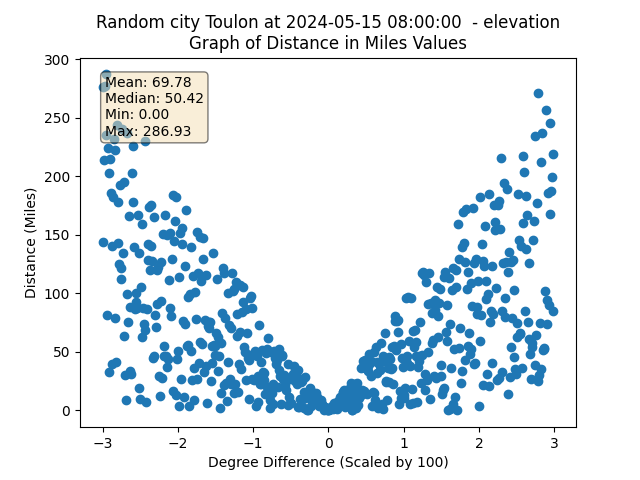 Random city Toulon at 2024-05-15 08:00:00  - elevation
Graph of Distance in Miles Values
Mean: 69.78
Median: 50.42
Min: 0.00
Max: 286.93
300
250
200
150
100
50
0
Distance (Miles)
−3
−2
−1
0
1
2
3
Degree Difference (Scaled by 100)